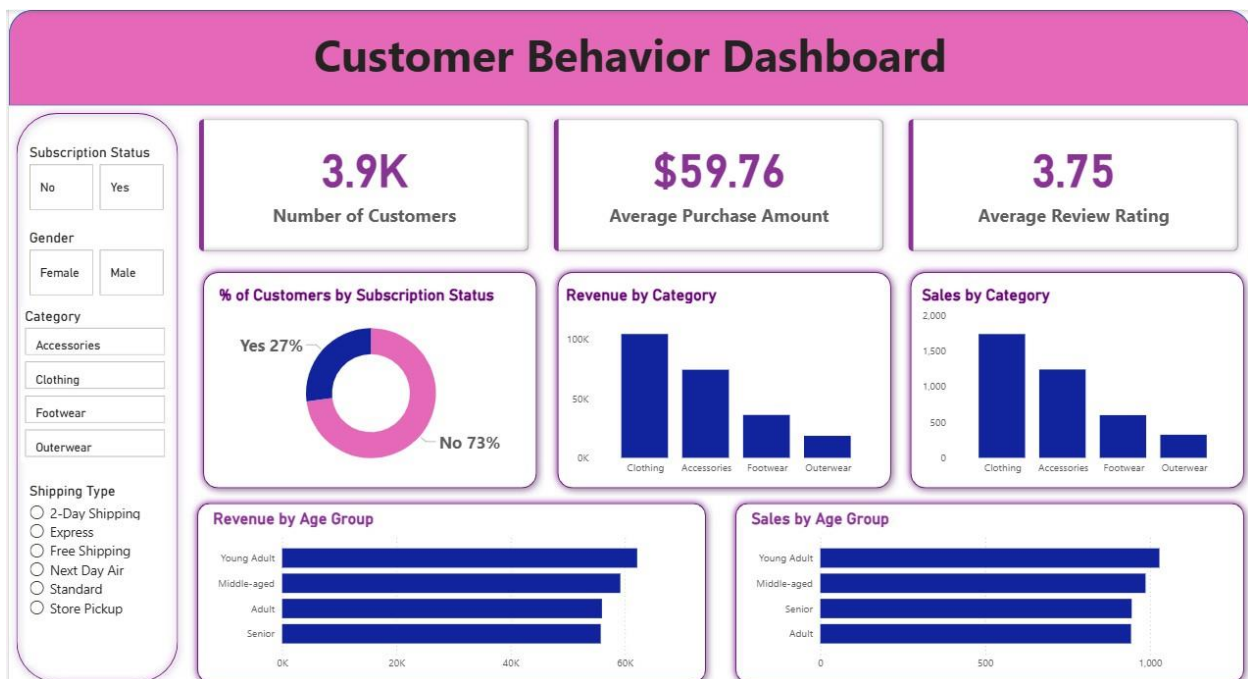 Customer Behavior Dashboard
Subscription Status
No
Yes
Gender
Female
Male
Category
Accessories
Clothing
Footwear
Outerwear
Shipping Type
2-Day Shipping
Express
Free Shipping
Next Day Air
Standard
Store Pickup
3.9K
Number of Customers
$59.76
Average Purchase Amount
3.75
Average Review Rating
% of Customers by Subscription Status
Yes 27%
No 73%
Revenue by Category
100K
50K
0K
Clothing
Accessories
Footwear
Outerwear
Sales by Category
2,000
1,500
1,000
500
0
Clothing
Accessories
Footwear
Outerwear
Revenue by Age Group
Young Adult
Middle-aged
Adult
Senior
0K
20K
40K
60K
Sales by Age Group
Young Adult
Middle-aged
Senior
Adult
0
500
1,000